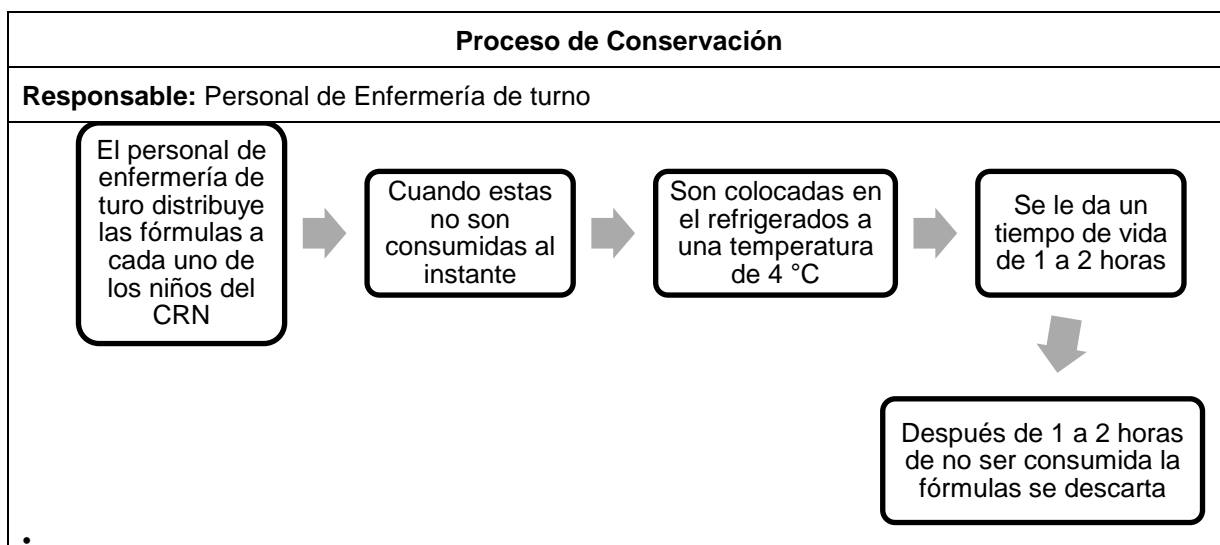 Proceso de Conservación
Responsable: Personal de Enfermería de turno
El personal de
enfermería de
turo distribuye
las fórmulas a
cada uno de
los niños del
CRN
Cuando estas
no son
consumidas al
instante
Son colocadas en
el refrigerados a
una temperatura
de 4 °C
Se le da un
tiempo de vida
de 1 a 2 horas
Después de 1 a 2 horas
de no ser consumida la
fórmulas se descarta
•